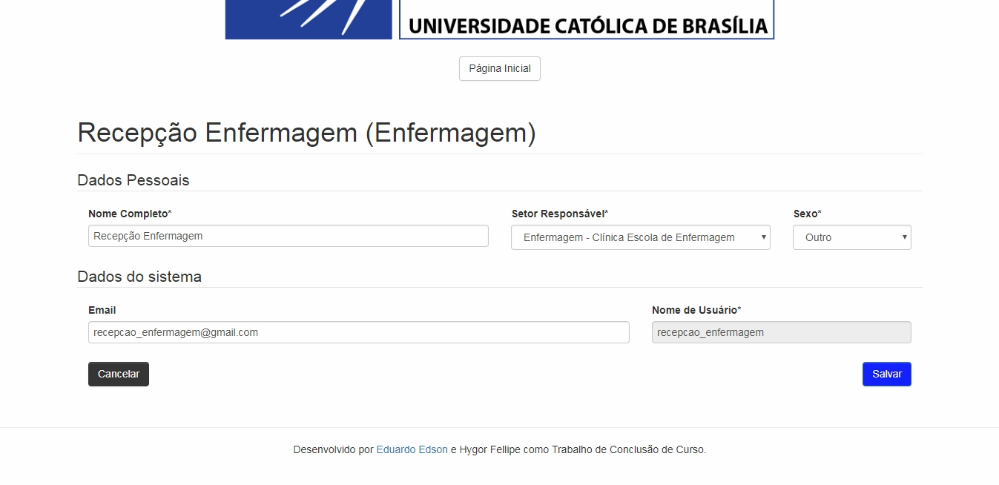 UNIVERSIDADE CATÓLICA DE BRASÍLIA
Página Inicial
Recepção Enfermagem (Enfermagem)
Dados Pessoais
Nome Completo* Setor Responsável* Sexo*
Recepção Enfermagem Enfermagem - Clínica Escola de Enfermagem Outro
Dados do sistema
Email Nome de Usuário*
recepcao_enfermagem@gmail.com recepcao_enfermagem
Cancelar Salvar
Desenvolvido por Eduardo Edson e Hygor Fellipe como Trabalho de Conclusão de Curso.